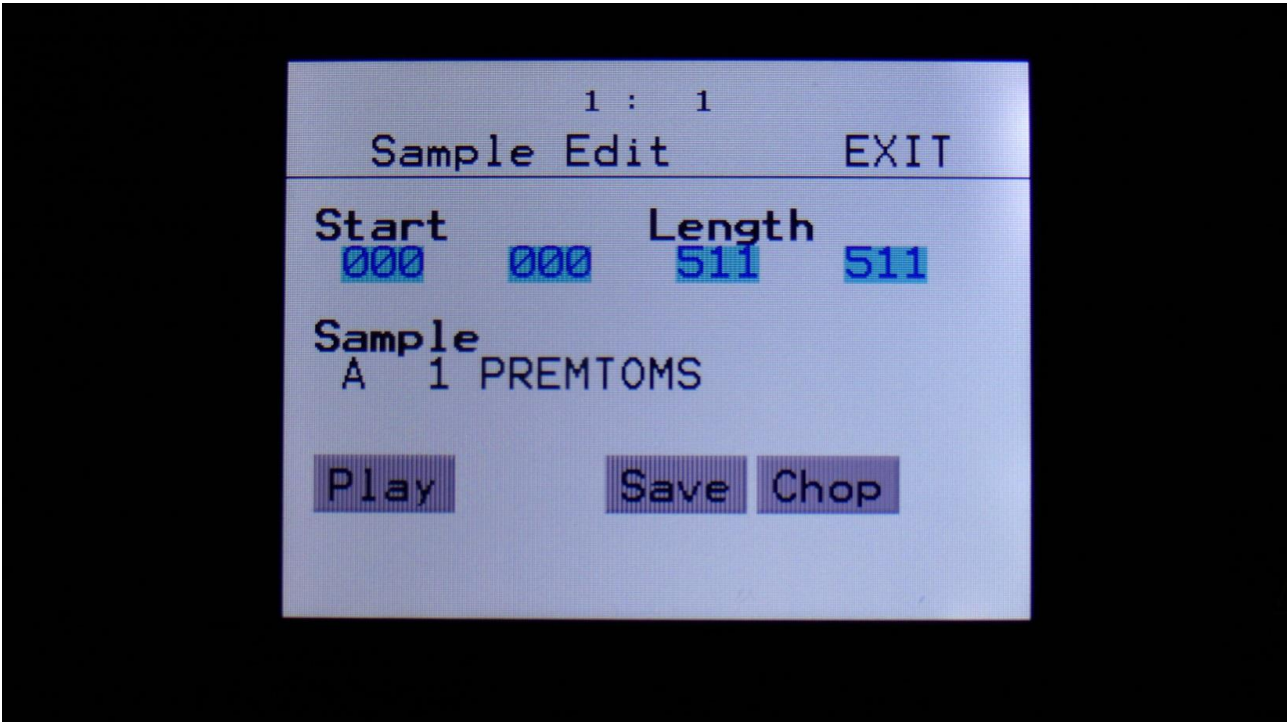 1 : 1
Sample Edit EXIT
Start Length
000 000 511 511
Sample
A 1 PREMTOMS
Play Save Chop